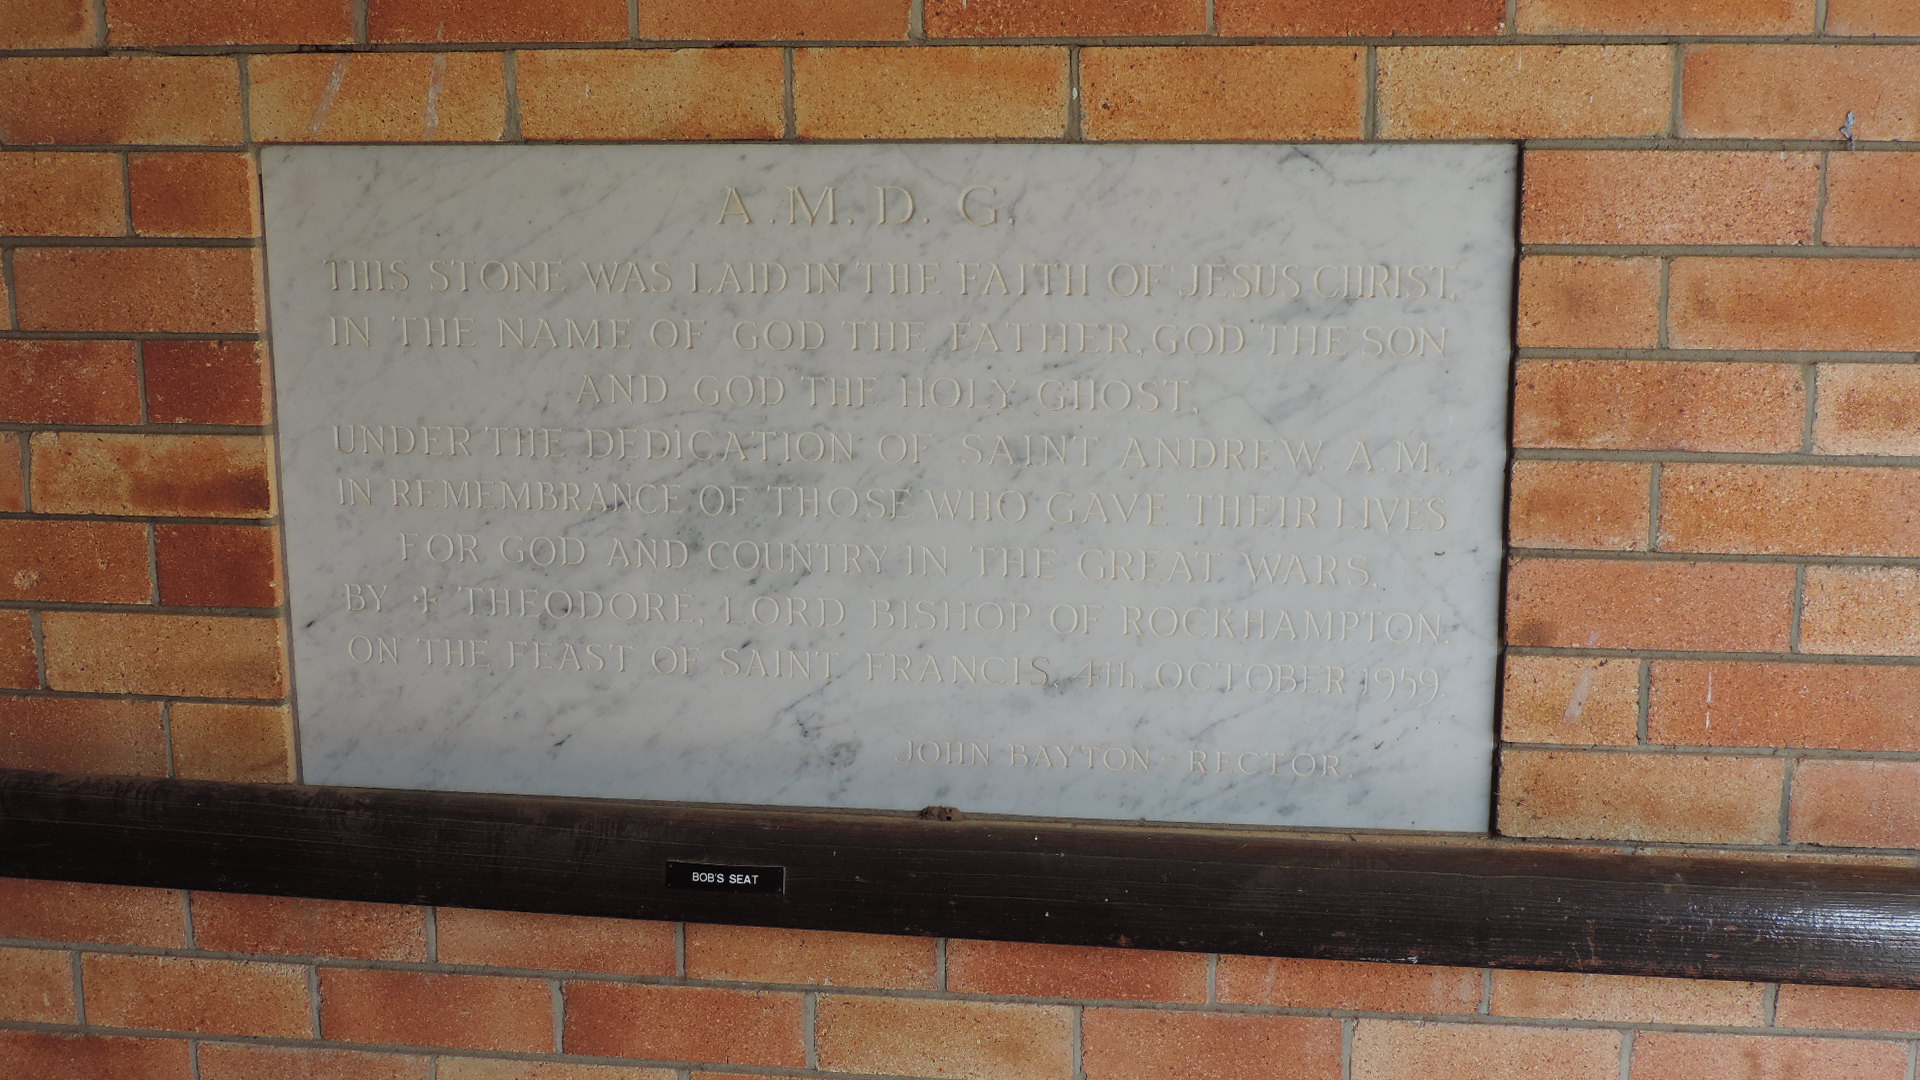 A.M.D.G.
THIS STONE WAS LAID IN THE FAITH OF JESUS CHRIST,
IN THE NAME OF GOD THE FATHER, GOD THE SON
AND GOD THE HOLY GHOST,
UNDER THE DEDICATION OF SAINT ANDREW. A.M.,
IN REMEMBRANCE OF THOSE WHO GAVE THEIR LIVES
FOR GOD AND COUNTRY IN THE GREAT WARS,
BY ✢ THEODORE, LORD BISHOP OF ROCKHAMPTON.
ON THE FEAST OF SAINT FRANCIS, 4th. OCTOBER 1959.
JOHN BAYTON - RECTOR.
BOB'S SEAT